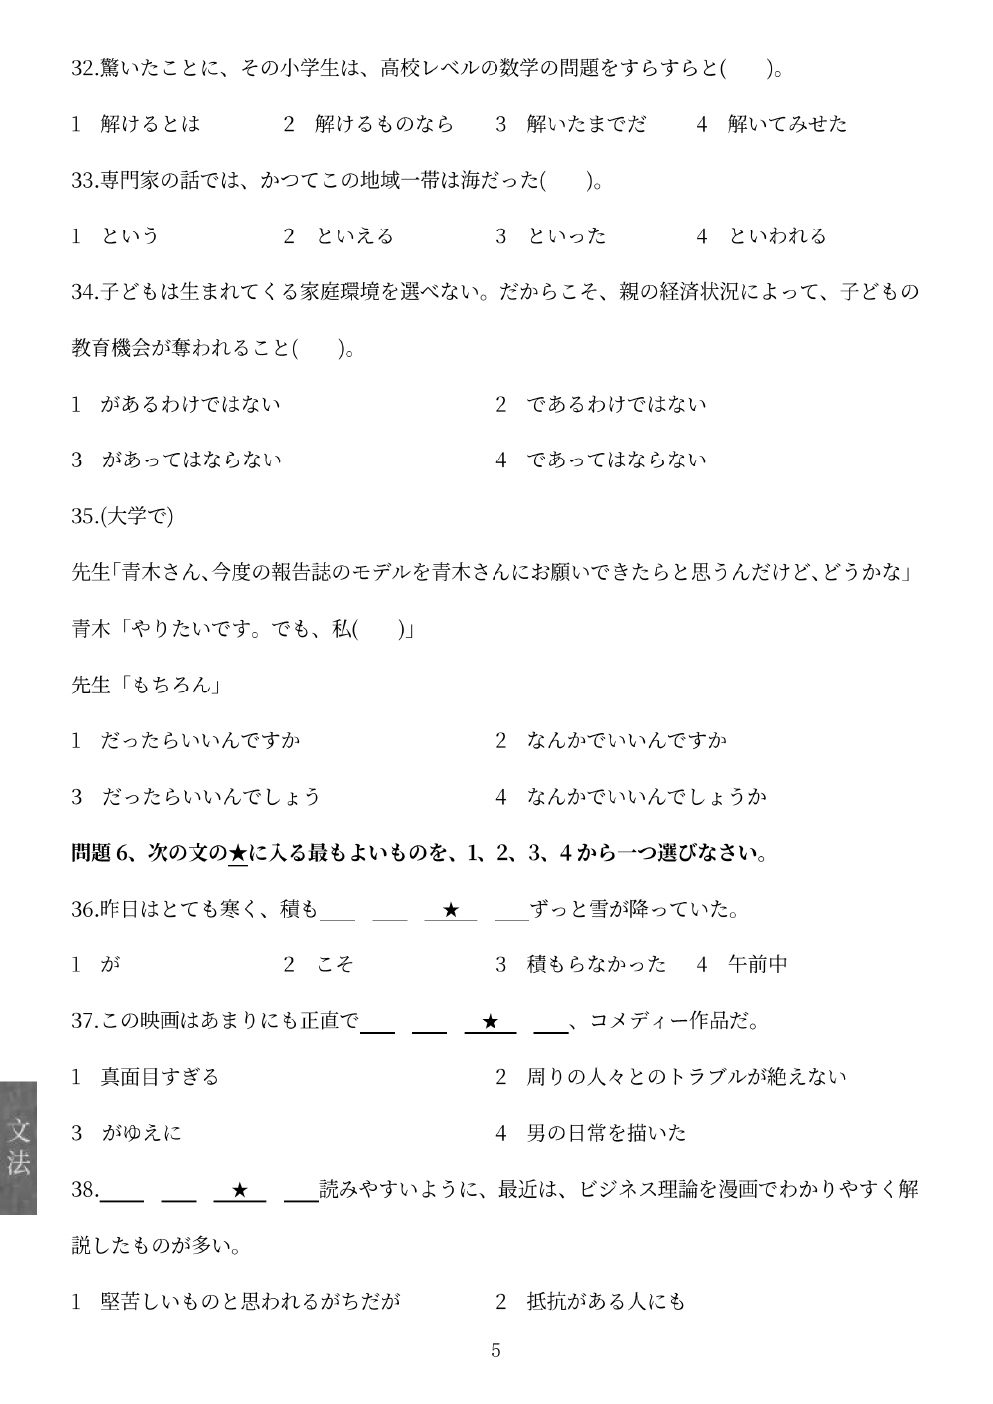 32.驚いたことに、その小学生は、高校レベルの数学の問題をすらすらと(　　)。
1　解けるとは　2　解けるものなら　3　解いたまでだ　4　解いてみせた
33.専門家の話では、かつてこの地域一帯は海だった(　　)。
1　という　2　といえる　3　といった　4　といわれる
34.子どもは生まれてくる家庭環境を選べない。だからこそ、親の経済状況によって、子どもの
教育機会が奪われること(　　)。
1　があるわけではない　2　であるわけではない
3　があってはならない　4　であってはならない
35.(大学で)
先生「青木さん、今度の報告誌のモデルを青木さんにお願いできたらと思うんだけど、どうかな」
青木「やりたいです。でも、私(　　)」
先生「もちろん」
1　だったらいいんですか　2　なんかでいいんですか
3　だったらいいんでしょう　4　なんかでいいんでしょうか
問題 6、次の文の★に入る最もよいものを、1、2、3、4 から一つ選びなさい。
36.昨日はとても寒く、積も＿＿　＿＿　＿★＿　＿＿ずっと雪が降っていた。
1　が　2　こそ　3　積もらなかった　4　午前中
37.この映画はあまりにも正直で＿＿　＿＿　＿★＿　＿＿、コメディー作品だ。
1　真面目すぎる　2　周りの人々とのトラブルが絶えない
3　がゆえに　4　男の日常を描いた
文法
38.＿＿　＿＿　＿★＿　＿＿読みやすいように、最近は、ビジネス理論を漫画でわかりやすく解
説したものが多い。
1　堅苦しいものと思われるがちだが　2　抵抗がある人にも
5